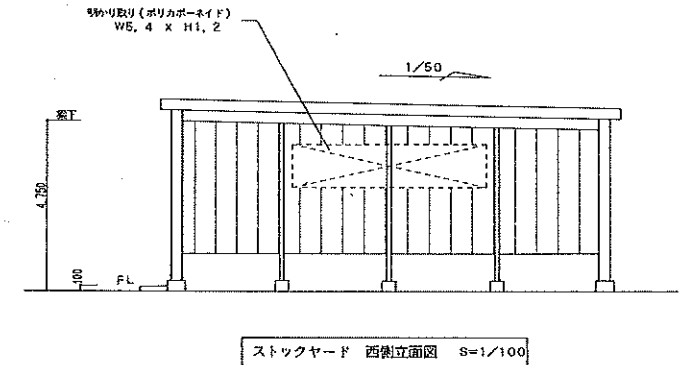 明かり取り(ポリカボーネイド)
W5, 4 x H1, 2
1/50
梁下
4,750
100
FL
ストックヤード 西側立面図 S=1/100